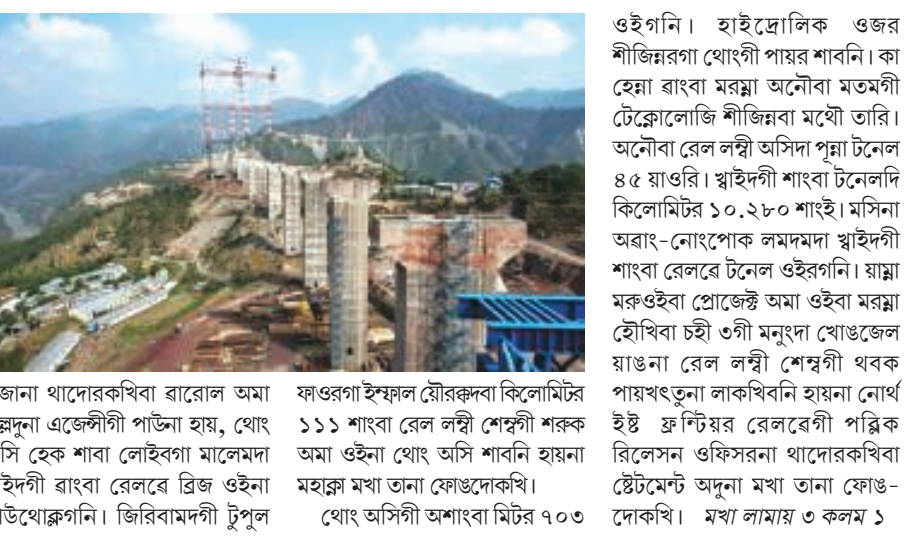 জানা থাদোরকখিবা ৱারোল অমা
ল্লদুনা এজেন্সীগী পাউনা হায়, থোং
সি হেক শাবা লোইবগা মালেমদা
ইদগী ৱাংবা রেলৱে ব্রিজ ওইনা
উথোক্লগনি। জিরিবামদগী টুপুল
ফাওরগা ইম্ফাল য়ৌরক্কদবা কিলোমিটর
১১১ শাংবা রেল লম্বী শেম্বগী শরুক
অমা ওইনা থোং অসি শাবনি হায়না
মহাক্না মখা তানা ফোঙদোকখি।
থোং অসিগী অশাংবা মিটর ৭০৩
ওইগনি। হাইদ্রোলিক ওজর
শীজিন্নরগা থোংগী পায়র শাবনি। কা
হেন্না ৱাংবা মরম্না অনৌবা মতমগী
টেক্নোলোজি শীজিন্নবা মথৌ তারি।
অনৌবা রেল লম্বী অসিদা পূন্না টনেল
৪৫ য়াওরি। খ্বাইদগী শাংবা টনেলদি
কিলোমিটর ১০.২৮০ শাংই। মসিনা
অৱাং-নোংপোক লমদমদা খ্বাইদগী
শাংবা রেলৱে টনেল ওইরগনি। য়াম্না
মরুওইবা প্রোজেক্ট অমা ওইবা মরম্না
হৌখিবা চহী ৩গী মনুংদা খোঙজেল
য়াঙনা রেল লম্বী শেম্বগী থবক
পায়খৎতুনা লাকখিবনি হায়না নোর্থ
ইষ্ট ফ্রন্টিয়র রেলৱেগী পব্লিক
রিলেসন ওফিসরনা থাদোরকখিবা
ষ্টেটমেন্ট অদুনা মখা তানা ফোঙ-
দোকখি। মখা লামায় ৩ কলম ১